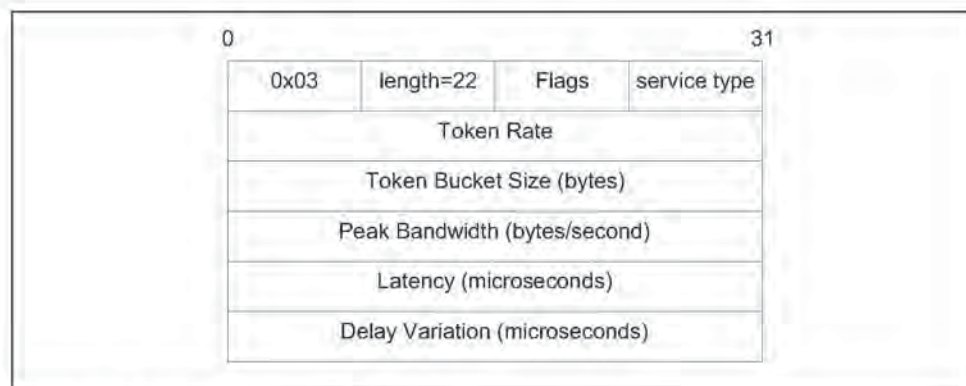 0 31
0x03 length=22 Flags service type
Token Rate
Token Bucket Size (bytes)
Peak Bandwidth (bytes/second)
Latency (microseconds)
Delay Variation (microseconds)